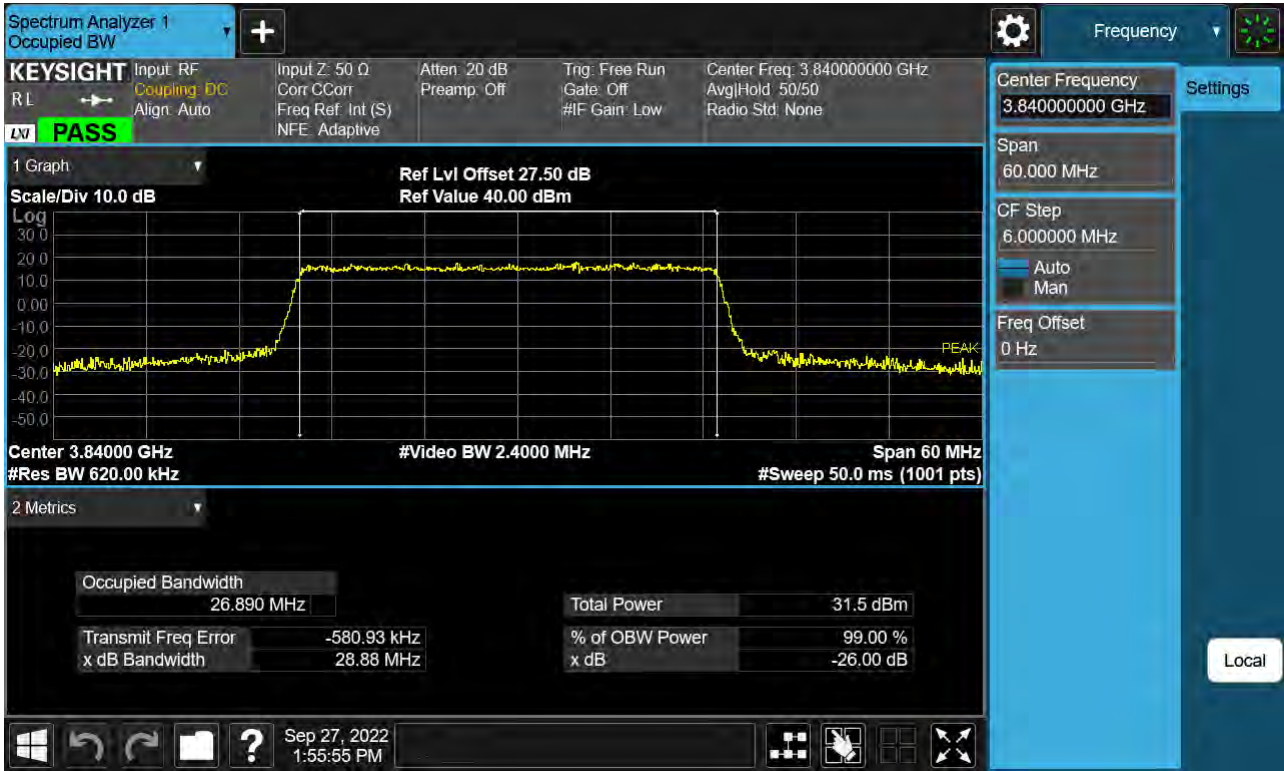 Spectrum Analyzer 1
Occupied BW
+
Frequency
KEYSIGHT
RL
LXI
PASS
Input: RF
Coupling: DC
Align: Auto
Input Z: 50 Ω
Corr CCorr
Freq Ref: Int (S)
NFE: Adaptive
Atten: 20 dB
Preamp: Off
Trig: Free Run
Gate: Off
#IF Gain: Low
Center Freq: 3.840000000 GHz
Avg|Hold: 50/50
Radio Std: None
Center Frequency
3.840000000 GHz
Settings
Span
60.000 MHz
CF Step
6.000000 MHz
Auto
Man
Freq Offset
0 Hz
Local
1 Graph
Scale/Div 10.0 dB
Ref Lvl Offset 27.50 dB
Ref Value 40.00 dBm
Log
30.0
20.0
10.0
0.00
-10.0
-20.0
-30.0
-40.0
-50.0
PEAK
Center 3.84000 GHz
#Video BW 2.4000 MHz
Span 60 MHz
#Res BW 620.00 kHz
#Sweep 50.0 ms (1001 pts)
2 Metrics
Occupied Bandwidth
26.890 MHz
Total Power 31.5 dBm
Transmit Freq Error -580.93 kHz
% of OBW Power 99.00 %
x dB Bandwidth 28.88 MHz
x dB -26.00 dB
?
Sep 27, 2022
1:55:55 PM